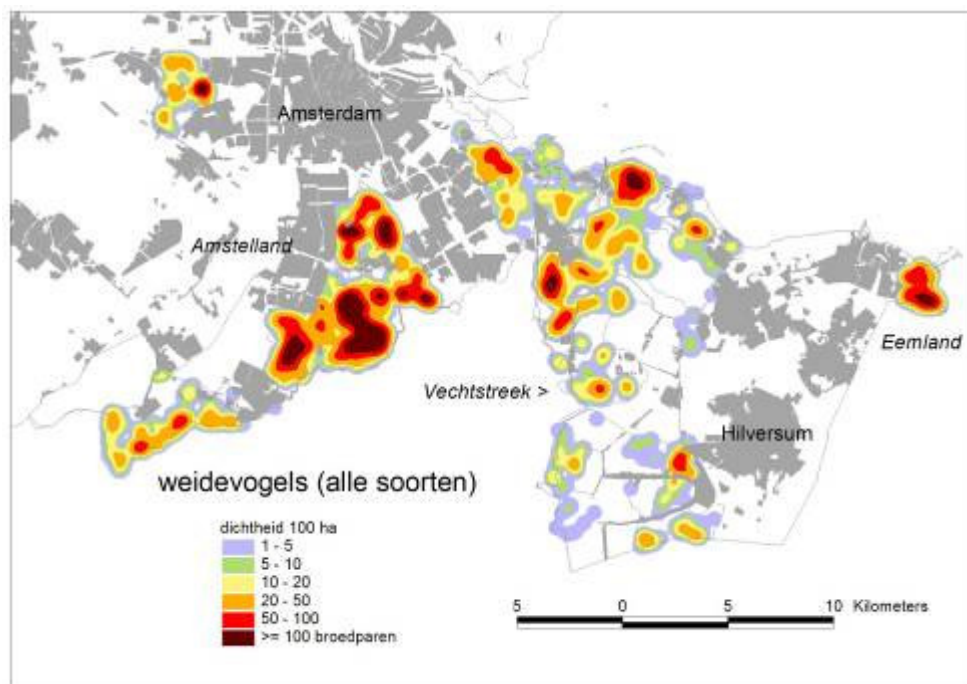 Amsterdam
Amstelland
Eemland
Vechtstreek >
Hilversum
weidevogels (alle soorten)
dichtheid 100 ha
1 - 5
5 - 10
10 - 20
20 - 50
50 - 100
>= 100 broedparen
5 0 5 10 Kilometers